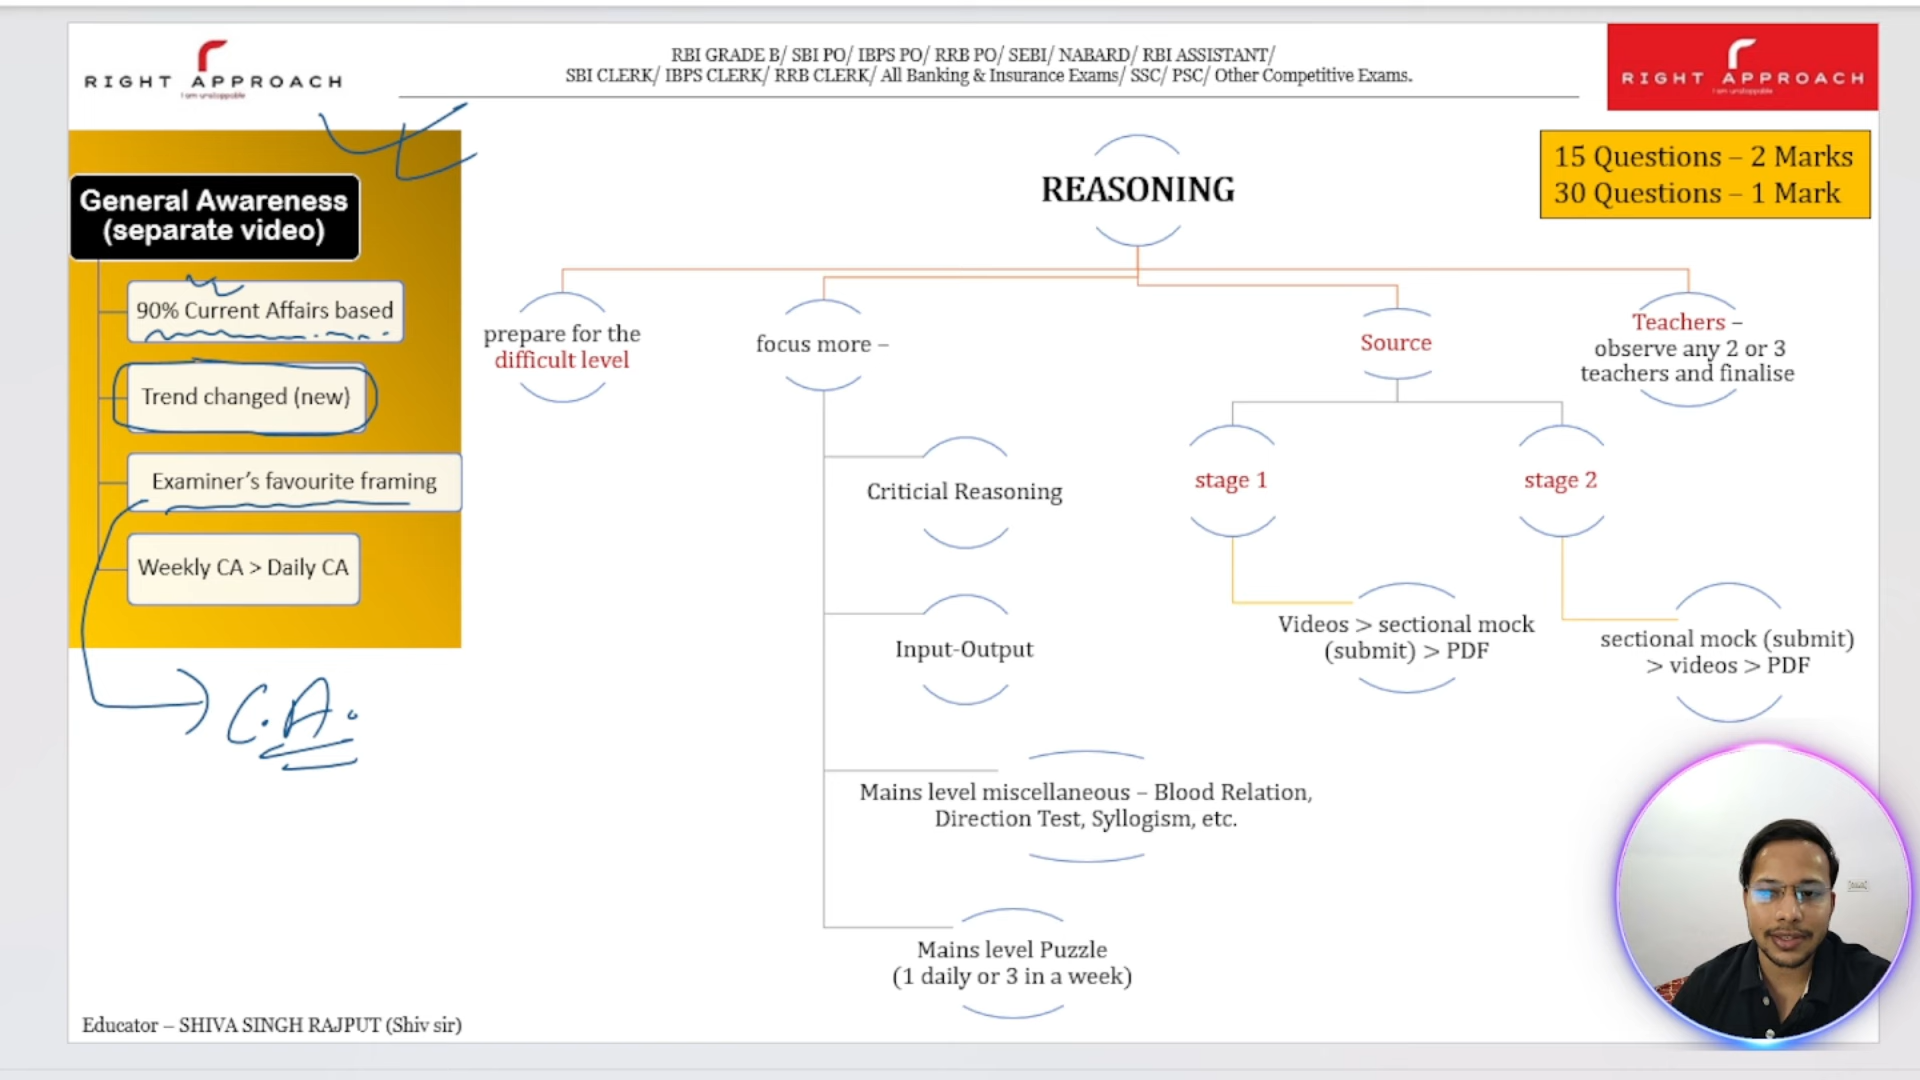 RIGHT APPROACH
I am unstoppable
RBI GRADE B/ SBI PO/ IBPS PO/ RRB PO/ SEBI/ NABARD/ RBI ASSISTANT/
SBI CLERK/ IBPS CLERK/ RRB CLERK/ All Banking & Insurance Exams/ SSC/ PSC/ Other Competitive Exams.
RIGHT APPROACH
I am unstoppable
General Awareness
(separate video)
90% Current Affairs based
Trend changed (new)
Examiner's favourite framing
Weekly CA > Daily CA
C.A.
REASONING
15 Questions – 2 Marks
30 Questions – 1 Mark
prepare for the
difficult level
focus more –
Criticial Reasoning
Input-Output
Mains level miscellaneous – Blood Relation,
Direction Test, Syllogism, etc.
Mains level Puzzle
(1 daily or 3 in a week)
Source
stage 1
Videos > sectional mock
(submit) > PDF
stage 2
sectional mock (submit)
> videos > PDF
Teachers –
observe any 2 or 3
teachers and finalise
Educator – SHIVA SINGH RAJPUT (Shiv sir)